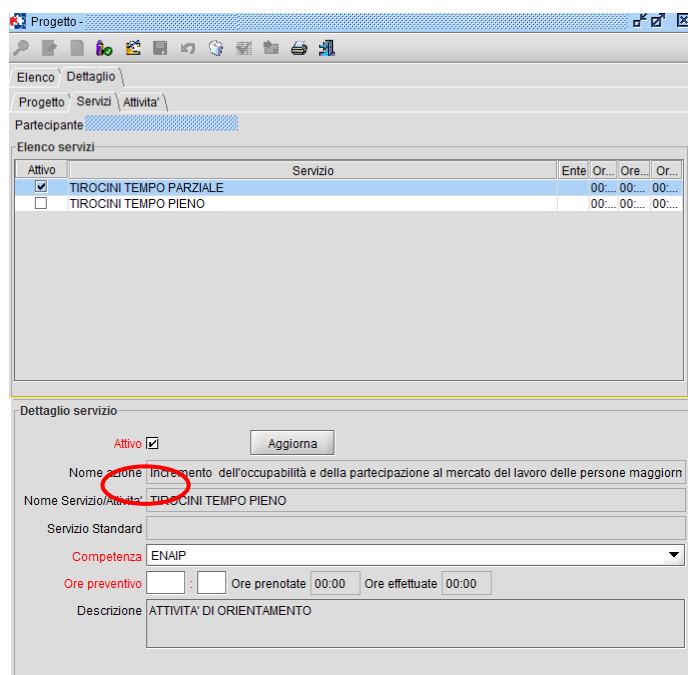 Progetto -
Elenco Dettaglio
Progetto Servizi Attivita'
Partecipante
Elenco servizi
Attivo Servizio Ente Or... Ore... Or...
TIROCINI TEMPO PARZIALE 00:... 00:... 00:...
TIROCINI TEMPO PIENO 00:... 00:... 00:...
Dettaglio servizio
Attivo Aggiorna
Nome azione Incremento dell'occupabilità e della partecipazione al mercato del lavoro delle persone maggiorn
Nome Servizio/Attivita' TIROCINI TEMPO PIENO
Servizio Standard
Competenza ENAIP
Ore preventivo : Ore prenotate 00:00 Ore effettuate 00:00
Descrizione ATTIVITA' DI ORIENTAMENTO